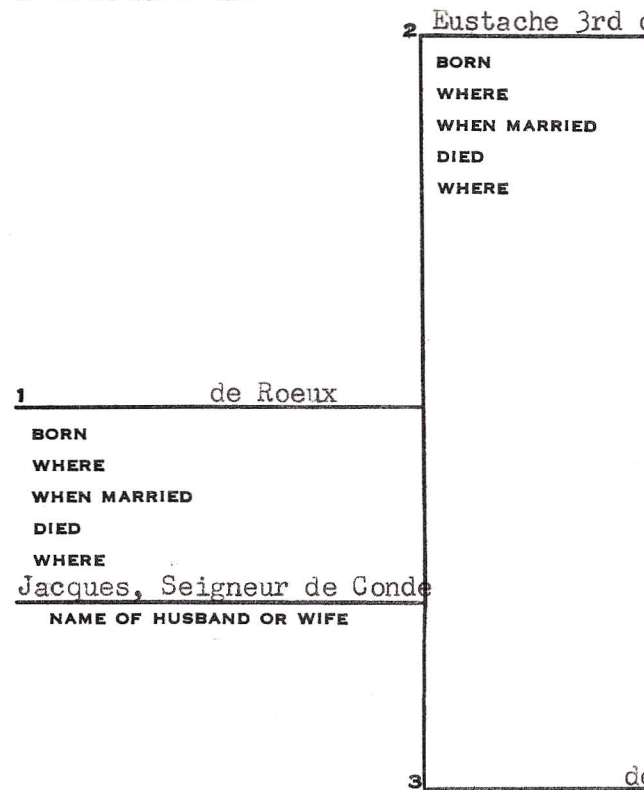 2 Eustache 3rd
BORN
WHERE
WHEN MARRIED
DIED
WHERE
1 de Roeux
BORN
WHERE
WHEN MARRIED
DIED
WHERE
Jacques, Seigneur de Conde
NAME OF HUSBAND OR WIFE
3